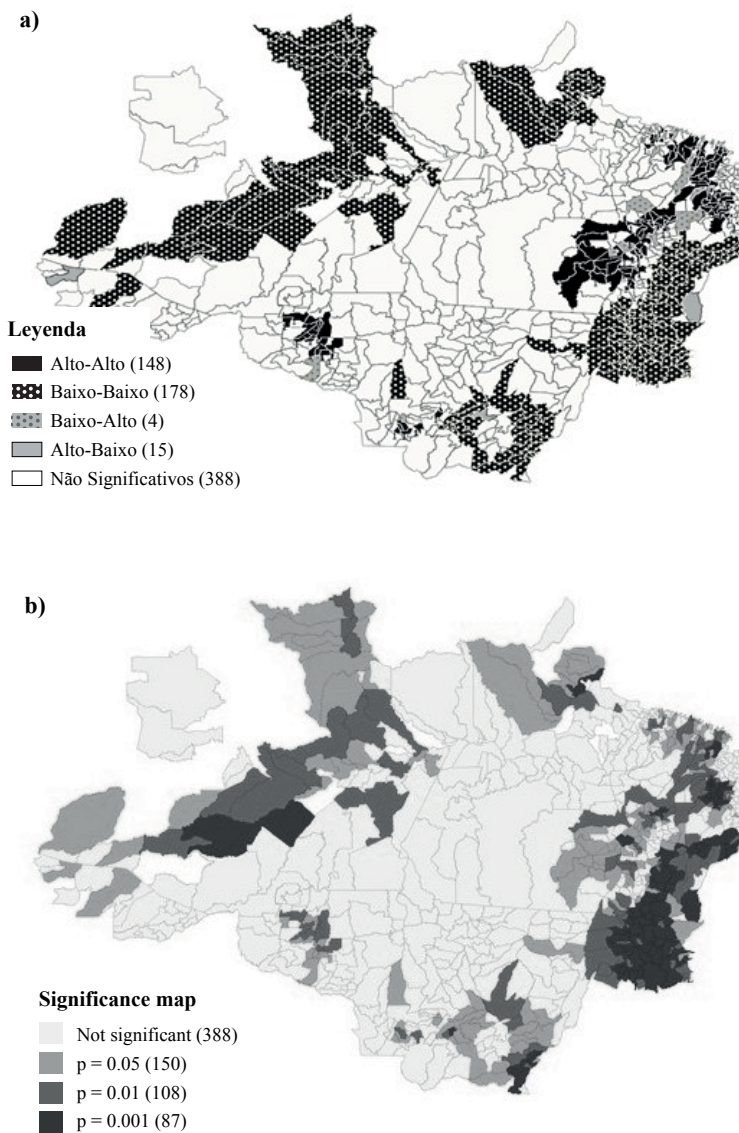 a)
Leyenda
Alto-Alto (148)
Baixo-Baixo (178)
Baixo-Alto (4)
Alto-Baixo (15)
Não Significativos (388)
b)
Significance map
Not significant (388)
p = 0.05 (150)
p = 0.01 (108)
p = 0.001 (87)